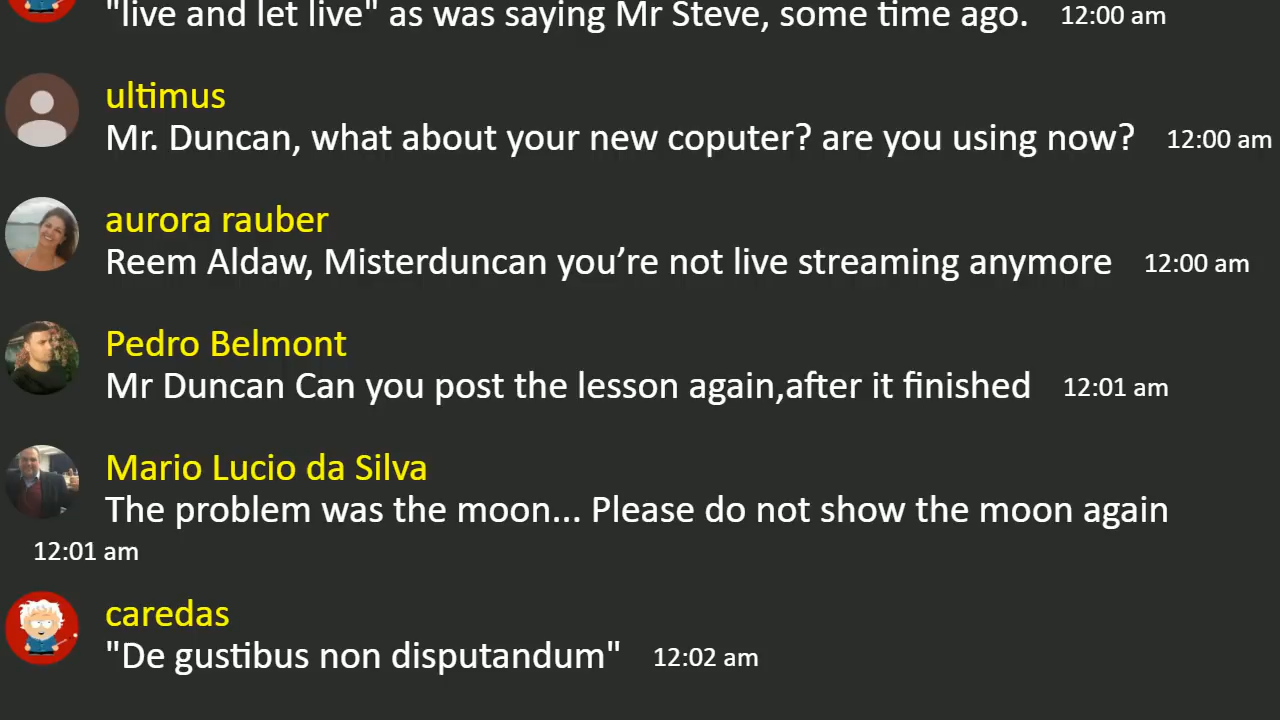 "live and let live" as was saying Mr Steve, some time ago. 12:00 am
ultimus
Mr. Duncan, what about your new coputer? are you using now? 12:00 am
aurora rauber
Reem Aldaw, Misterduncan you’re not live streaming anymore 12:00 am
Pedro Belmont
Mr Duncan Can you post the lesson again,after it finished 12:01 am
Mario Lucio da Silva
The problem was the moon... Please do not show the moon again
12:01 am
caredas
"De gustibus non disputandum" 12:02 am